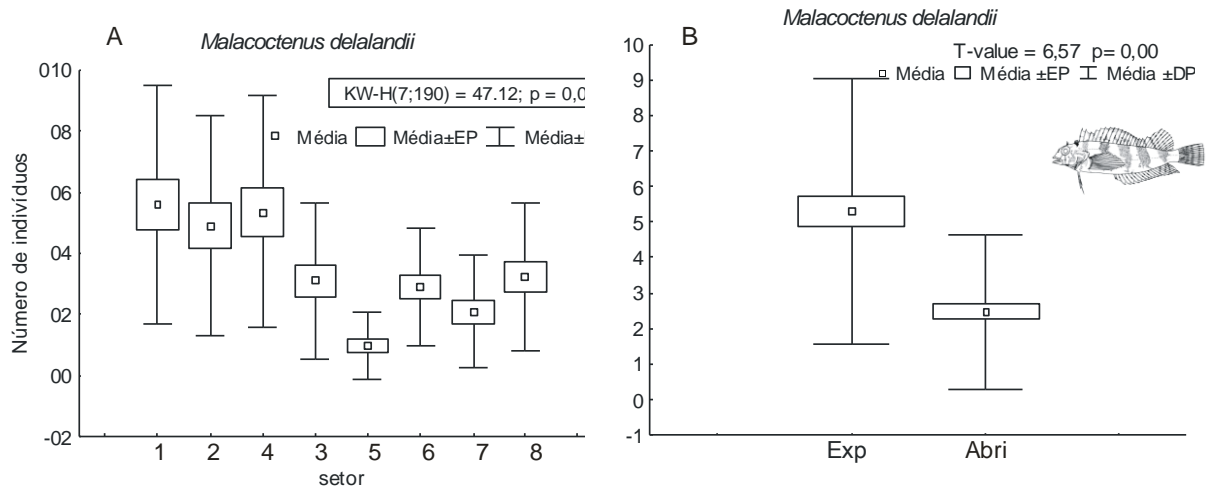 A
Malacoctenus delalandii
KW-H(7;190) = 47.12; p = 0,0
Média Média±EP Média±
Número de indivíduos
010
08
06
04
02
00
-02
1 2 4 3 5 6 7 8
setor
B
Malacoctenus delalandii
T-value = 6,57 p= 0,00
Média Média ±EP Média ±DP
10
9
8
7
6
5
4
3
2
1
0
-1
Exp Abri